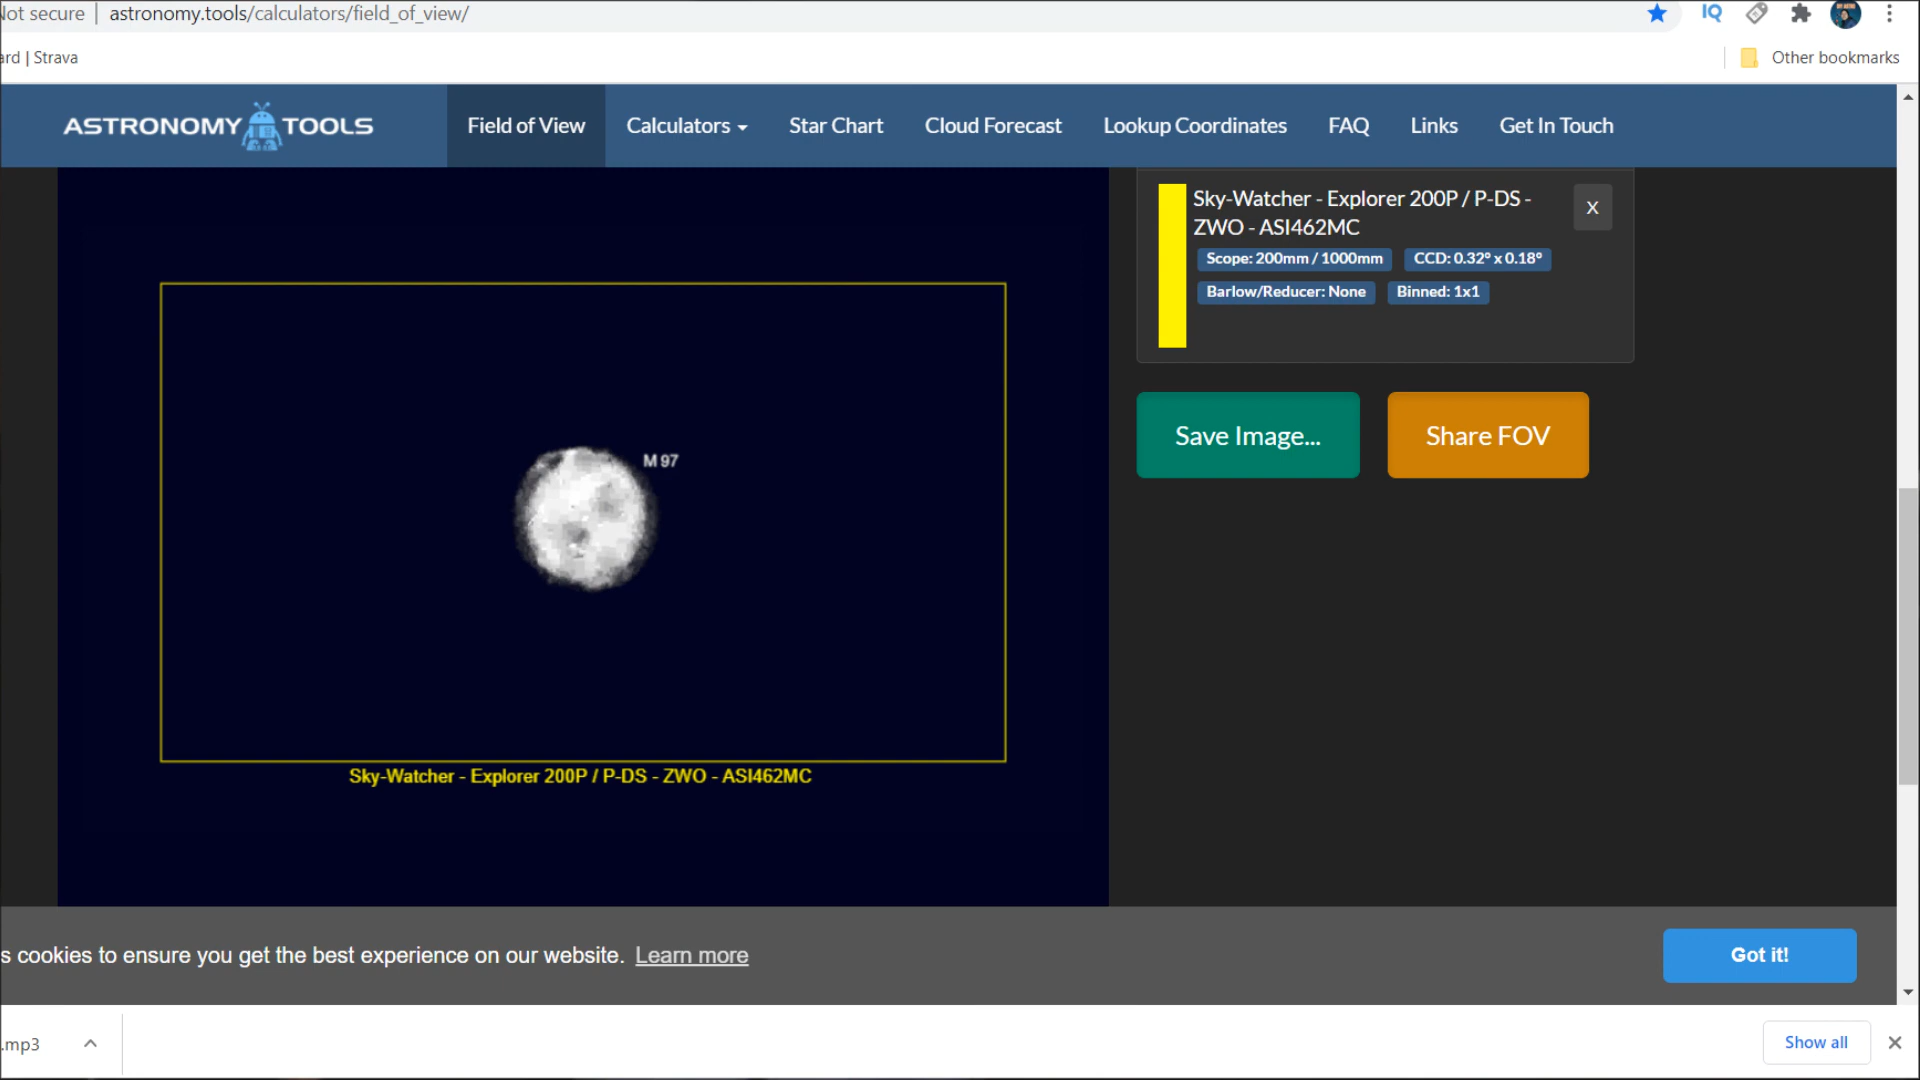 Not secure | astronomy.tools/calculators/field_of_view/
IQ
ard | Strava
Other bookmarks
ASTRONOMY TOOLS
Field of View
Calculators
Star Chart
Cloud Forecast
Lookup Coordinates
FAQ
Links
Get In Touch
Sky-Watcher - Explorer 200P / P-DS -
ZWO - ASI462MC
X
Scope: 200mm / 1000mm
CCD: 0.32° x 0.18°
Barlow/Reducer: None
Binned: 1x1
Save Image...
Share FOV
M 97
Sky-Watcher - Explorer 200P / P-DS - ZWO - ASI462MC
s cookies to ensure you get the best experience on our website. Learn more
Got it!
.mp3
Show all